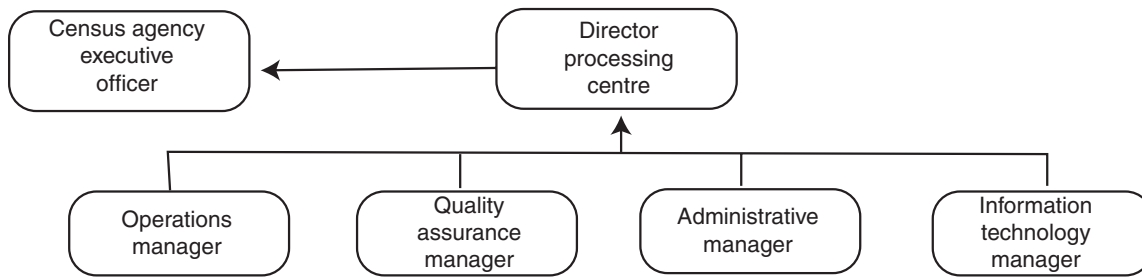 Census agency
executive
officer
Director
processing
centre
Operations
manager
Quality
assurance
manager
Administrative
manager
Information
technology
manager